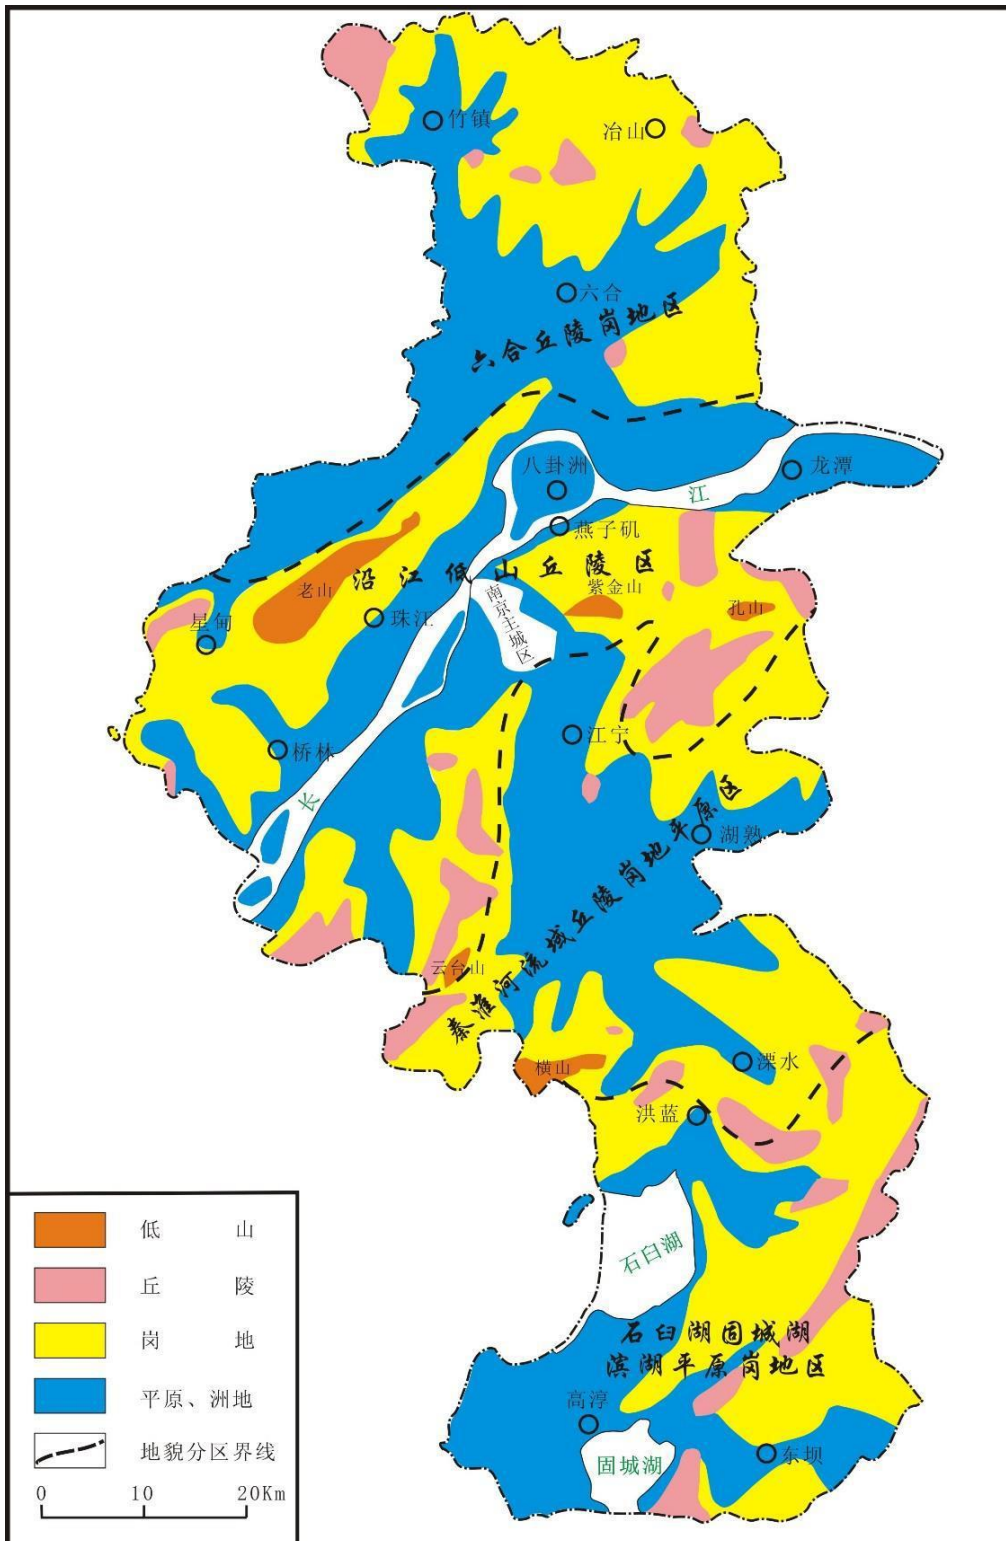 竹镇
冶山
六合
六合丘陵岗地区
八卦洲
龙潭
江
燕子矶
沿江低山丘陵区
老山
紫金山
孔山
星甸
珠江
南京主城区
江宁
桥林
长
湖熟
秦淮河流域丘陵岗地平原区
云台山
横山
溧水
洪蓝
石臼湖
石臼湖固城湖
滨湖平原岗地区
高淳
固城湖
东坝
低山
丘陵
岗地
平原、洲地
地貌分区界线
0 10 20Km